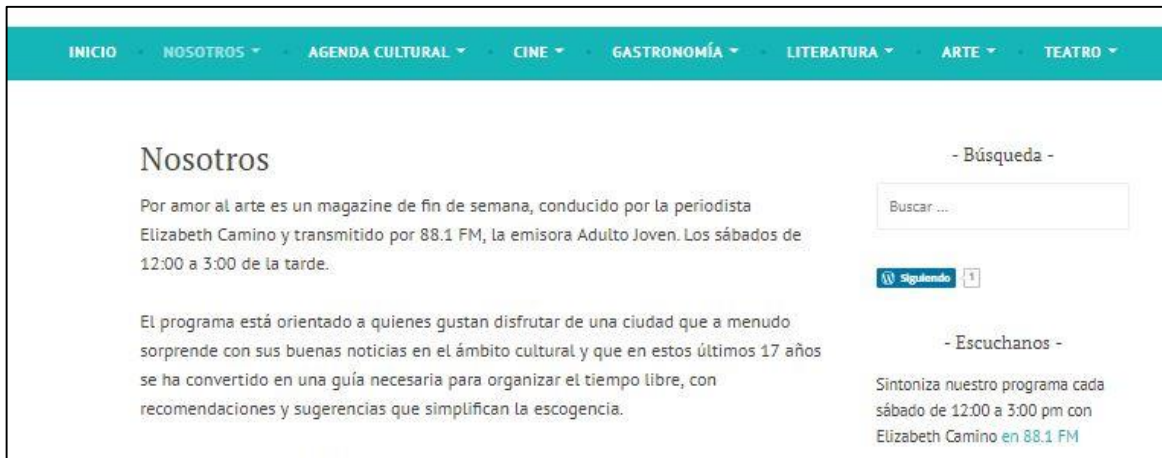 INICIO NOSOTROS AGENDA CULTURAL CINE GASTRONOMÍA LITERATURA ARTE TEATRO
Nosotros
Por amor al arte es un magazine de fin de semana, conducido por la periodista
Elizabeth Camino y transmitido por 88.1 FM, la emisora Adulto Joven. Los sábados de
12:00 a 3:00 de la tarde.
El programa está orientado a quienes gustan disfrutar de una ciudad que a menudo
sorprende con sus buenas noticias en el ámbito cultural y que en estos últimos 17 años
se ha convertido en una guía necesaria para organizar el tiempo libre, con
recomendaciones y sugerencias que simplifican la escogencia.
- Búsqueda -
Buscar ...
Siguiendo 1
- Escuchanos -
Sintoniza nuestro programa cada
sábado de 12:00 a 3:00 pm con
Elizabeth Camino en 88.1 FM